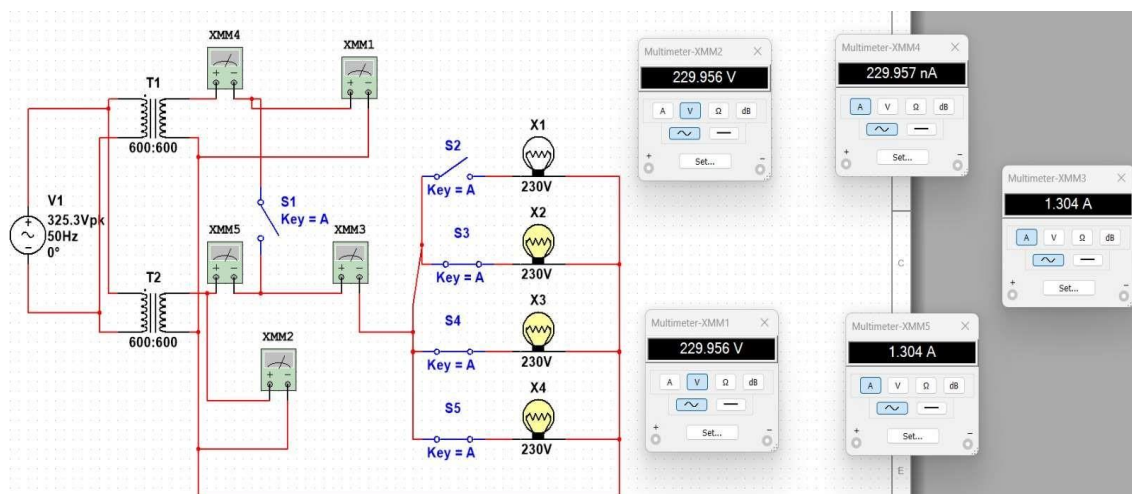 XMM4
XMM1
T1
600:600
V1
325.3Vpk
50Hz
0°
S1
Key = A
XMM5
XMM3
T2
600:600
XMM2
S2
Key = A
X1
230V
S3
Key = A
X2
230V
S4
Key = A
X3
230V
S5
Key = A
X4
230V
Multimeter-XMM2
229.956 V
A V Ω dB
+ Set... −
Multimeter-XMM4
229.957 nA
A V Ω dB
+ Set... −
Multimeter-XMM3
1.304 A
A V Ω dB
+ Set... −
Multimeter-XMM1
229.956 V
A V Ω dB
+ Set... −
Multimeter-XMM5
1.304 A
A V Ω dB
+ Set... −
C
E